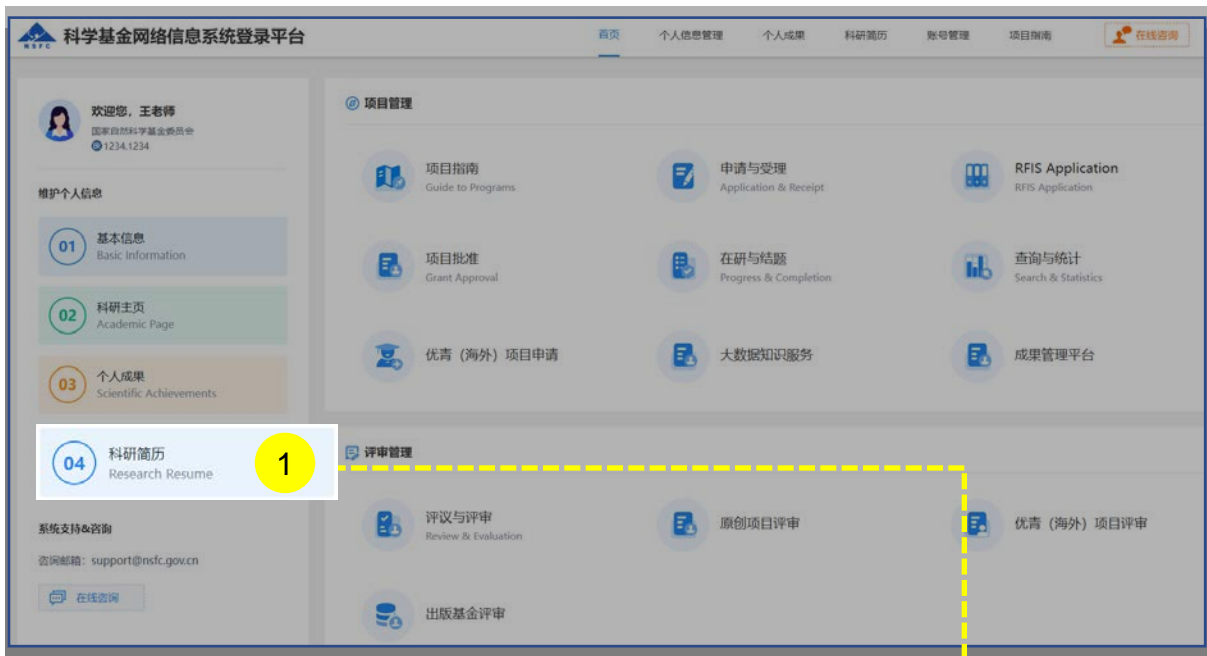 NSFC
科学基金网络信息系统登录平台
首页
个人信息管理
个人成果
科研简历
账号管理
项目指南
在线咨询
欢迎您，王老师
国家自然科学基金委员会
1234.1234
维护个人信息
01
基本信息
Basic Information
02
科研主页
Academic Page
03
个人成果
Scientific Achievements
04
科研简历
Research Resume
1
系统支持&咨询
咨询邮箱：support@nsfc.gov.cn
在线咨询
项目管理
项目指南
Guide to Programs
申请与受理
Application & Receipt
RFIS Application
RFIS Application
项目批准
Grant Approval
在研与结题
Progress & Completion
查询与统计
Search & Statistics
优青（海外）项目申请
大数据知识服务
成果管理平台
评审管理
评议与评审
Review & Evaluation
原创项目评审
优青（海外）项目评审
出版基金评审